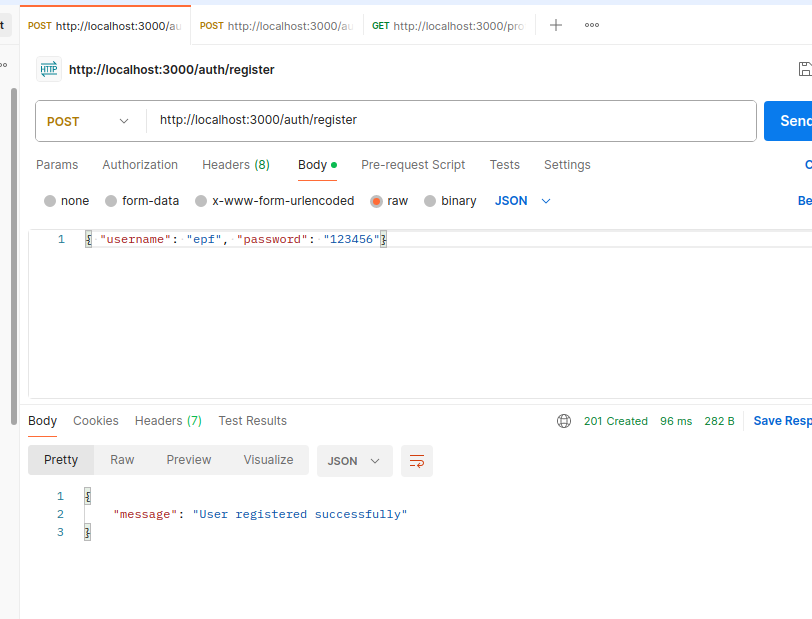 t POST http://localhost:3000/au POST http://localhost:3000/au GET http://localhost:3000/pro
HTTP http://localhost:3000/auth/register
POST http://localhost:3000/auth/register Send
Params Authorization Headers (8) Body Pre-request Script Tests Settings C
none form-data x-www-form-urlencoded raw binary JSON Be
1 { "username": "epf", "password": "123456"}
Body Cookies Headers (7) Test Results 201 Created 96 ms 282 B Save Resp
Pretty Raw Preview Visualize JSON
1 {
2 "message": "User registered successfully"
3 }